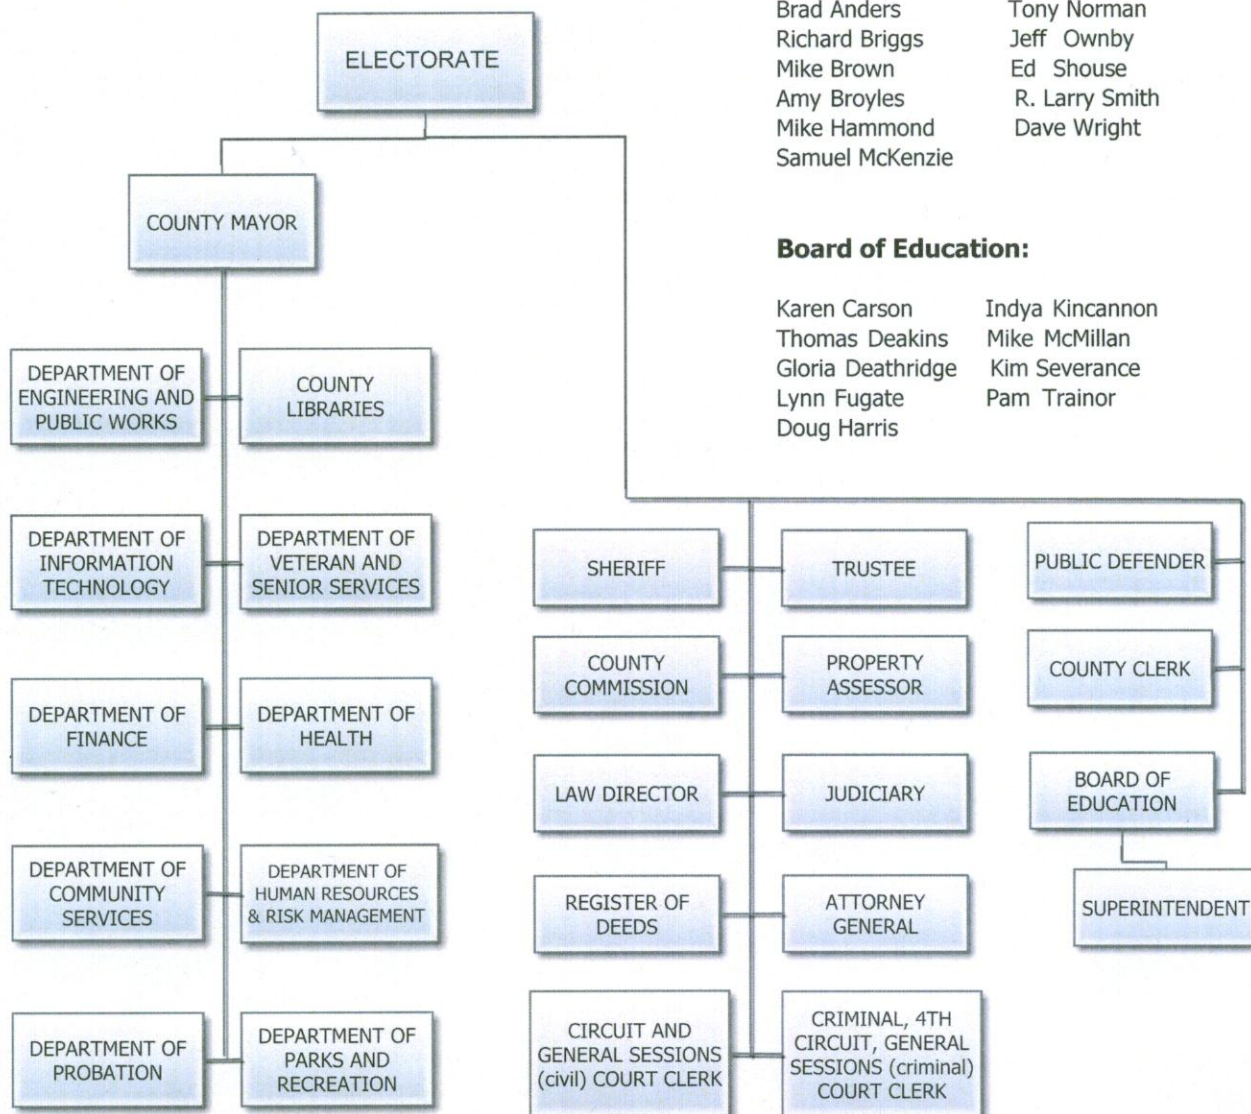 Brad Anders Tony Norman
Richard Briggs Jeff Ownby
Mike Brown Ed Shouse
Amy Broyles R. Larry Smith
Mike Hammond Dave Wright
Samuel McKenzie
Board of Education:
Karen Carson Indya Kincannon
Thomas Deakins Mike McMillan
Gloria Deathridge Kim Severance
Lynn Fugate Pam Trainor
Doug Harris
ELECTORATE
COUNTY MAYOR
DEPARTMENT OF
ENGINEERING AND
PUBLIC WORKS
COUNTY
LIBRARIES
DEPARTMENT OF
INFORMATION
TECHNOLOGY
DEPARTMENT OF
VETERAN AND
SENIOR SERVICES
DEPARTMENT OF
FINANCE
DEPARTMENT OF
HEALTH
DEPARTMENT OF
COMMUNITY
SERVICES
DEPARTMENT OF
HUMAN RESOURCES
& RISK MANAGEMENT
DEPARTMENT OF
PROBATION
DEPARTMENT OF
PARKS AND
RECREATION
SHERIFF
TRUSTEE
COUNTY
COMMISSION
PROPERTY
ASSESSOR
LAW DIRECTOR
JUDICIARY
REGISTER OF
DEEDS
ATTORNEY
GENERAL
CIRCUIT AND
GENERAL SESSIONS
(civil) COURT CLERK
CRIMINAL, 4TH
CIRCUIT, GENERAL
SESSIONS (criminal)
COURT CLERK
PUBLIC DEFENDER
COUNTY CLERK
BOARD OF
EDUCATION
SUPERINTENDENT